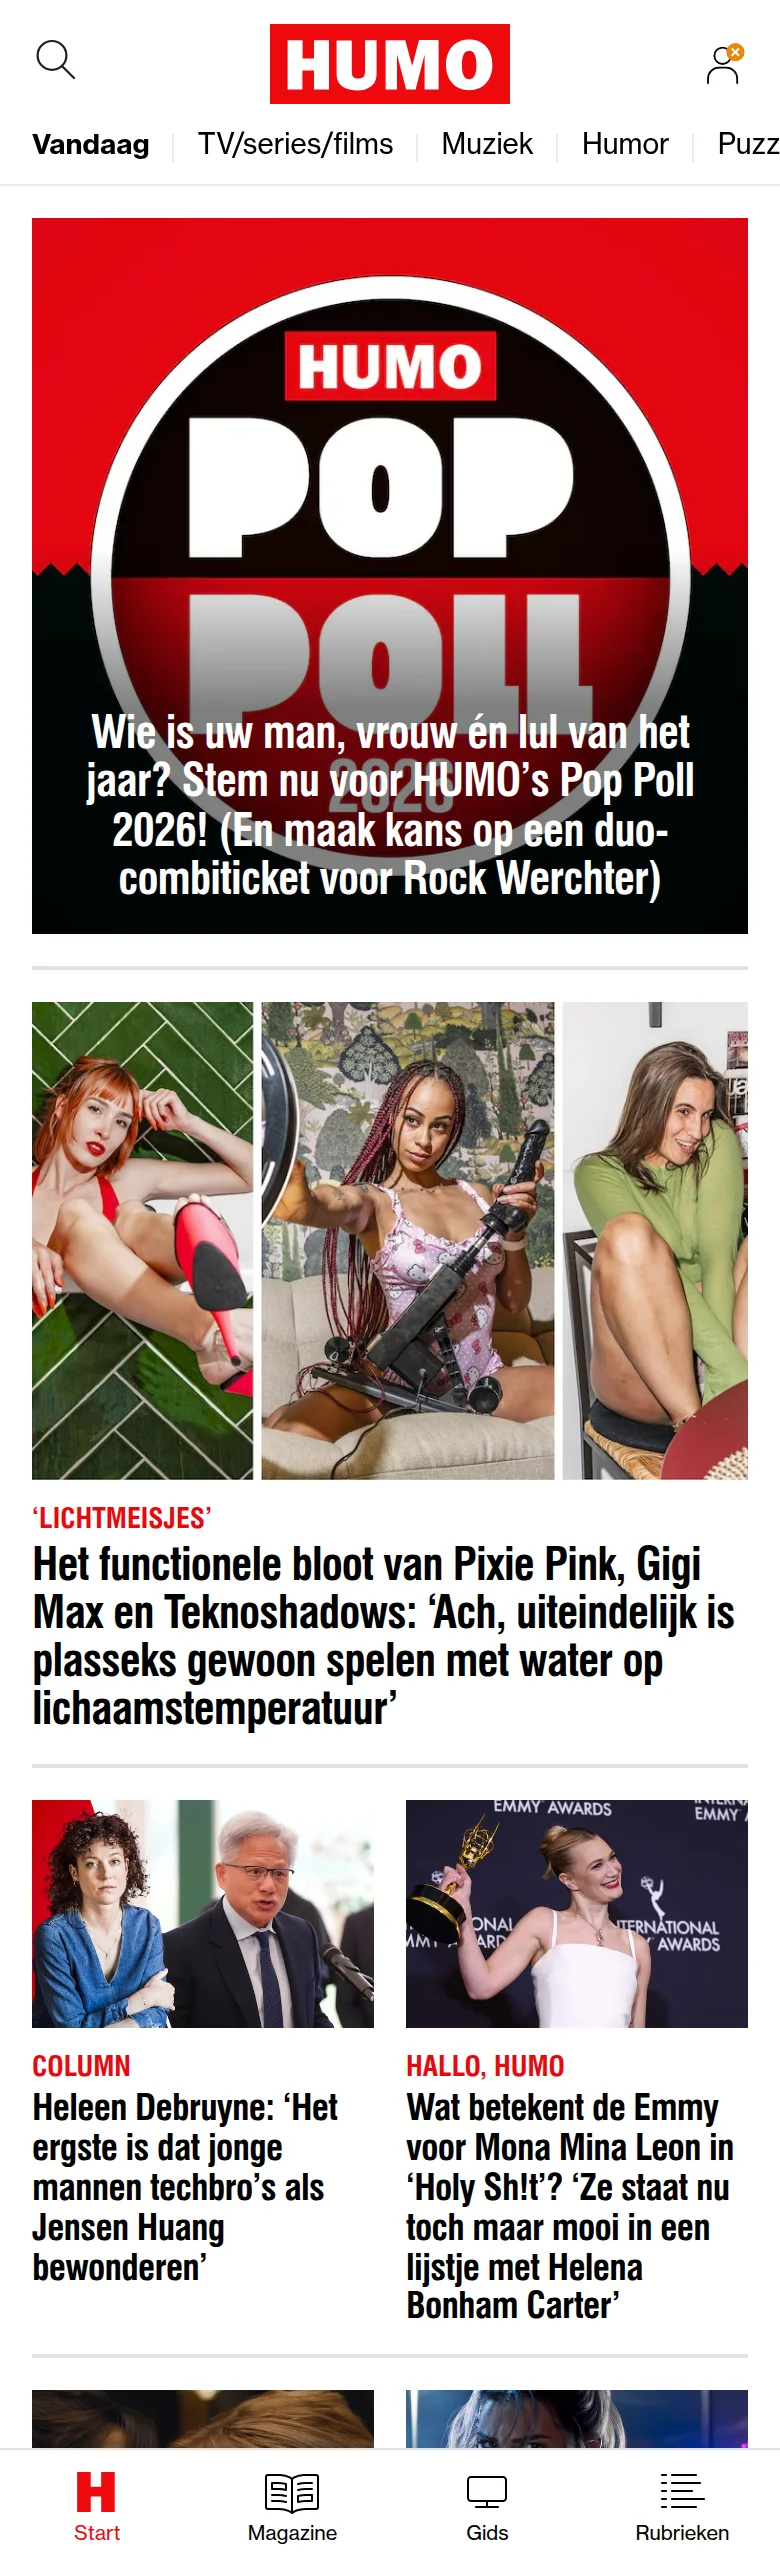 HUMO
Vandaag
TV/series/films
Muziek
Humor
Puzz
HUMO
POP
POLL
2026
Wie is uw man, vrouw én lul van het
jaar? Stem nu voor HUMO’s Pop Poll
2026! (En maak kans op een duo-
combiticket voor Rock Werchter)
‘LICHTMEISJES’
Het functionele bloot van Pixie Pink, Gigi
Max en Teknoshadows: ‘Ach, uiteindelijk is
plasseks gewoon spelen met water op
lichaamstemperatuur’
EMMY AWARDS
EMMY
INTERNATIONAL
AWARDS
COLUMN
Heleen Debruyne: ‘Het
ergste is dat jonge
mannen techbro’s als
Jensen Huang
bewonderen’
HALLO, HUMO
Wat betekent de Emmy
voor Mona Mina Leon in
‘Holy Sh!t’? ‘Ze staat nu
toch maar mooi in een
lijstje met Helena
Bonham Carter’
H
Start
Magazine
Gids
Rubrieken